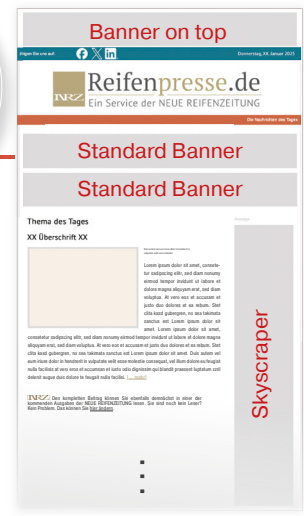 Banner on top
Folgen Sie uns auf:
Donnerstag, XX. Januar 2023
NRZ Reifenpresse.de
Ein Service der NEUE REIFENZEITUNG
Die Nachrichten des Tages
Standard Banner
Standard Banner
Thema des Tages
Anzeige
XX Überschrift XX
Lorem ipsum dolor sit amet, consete-
tur sadipscing elitr, sed diam nonumy
eirmod tempor invidunt ut labore et
dolore magna aliquyam erat, sed diam
voluptua. At vero eos et accusam et
justo duo dolores et ea rebum. Stet
clita kasd gubergren, no sea takimata
sanctus est Lorem ipsum dolor sit
amet. Lorem ipsum dolor sit amet,
consetetur sadipscing elitr, sed diam nonumy eirmod tempor invidunt ut labore et dolore magna
aliquyam erat, sed diam voluptua. At vero eos et accusam et justo duo dolores et ea rebum. Stet
clita kasd gubergren, no sea takimata sanctus est Lorem ipsum dolor sit amet. Duis autem vel
eum iriure dolor in hendrerit in vulputate velit esse molestie consequat, vel illum dolore eu feugiat
nulla facilisis at vero eros et accumsan et iusto odio dignissim qui blandit praesent luptatum zzril
delenit augue duis dolore te feugait nulla facilisi. [... mehr]
NRZ Den kompletten Beitrag können Sie ebenfalls demnächst in einer der
kommenden Ausgaben der NEUE REIFENZEITUNG lesen. Sie sind noch kein Leser?
Kein Problem. Das können Sie hier ändern
Skyscraper